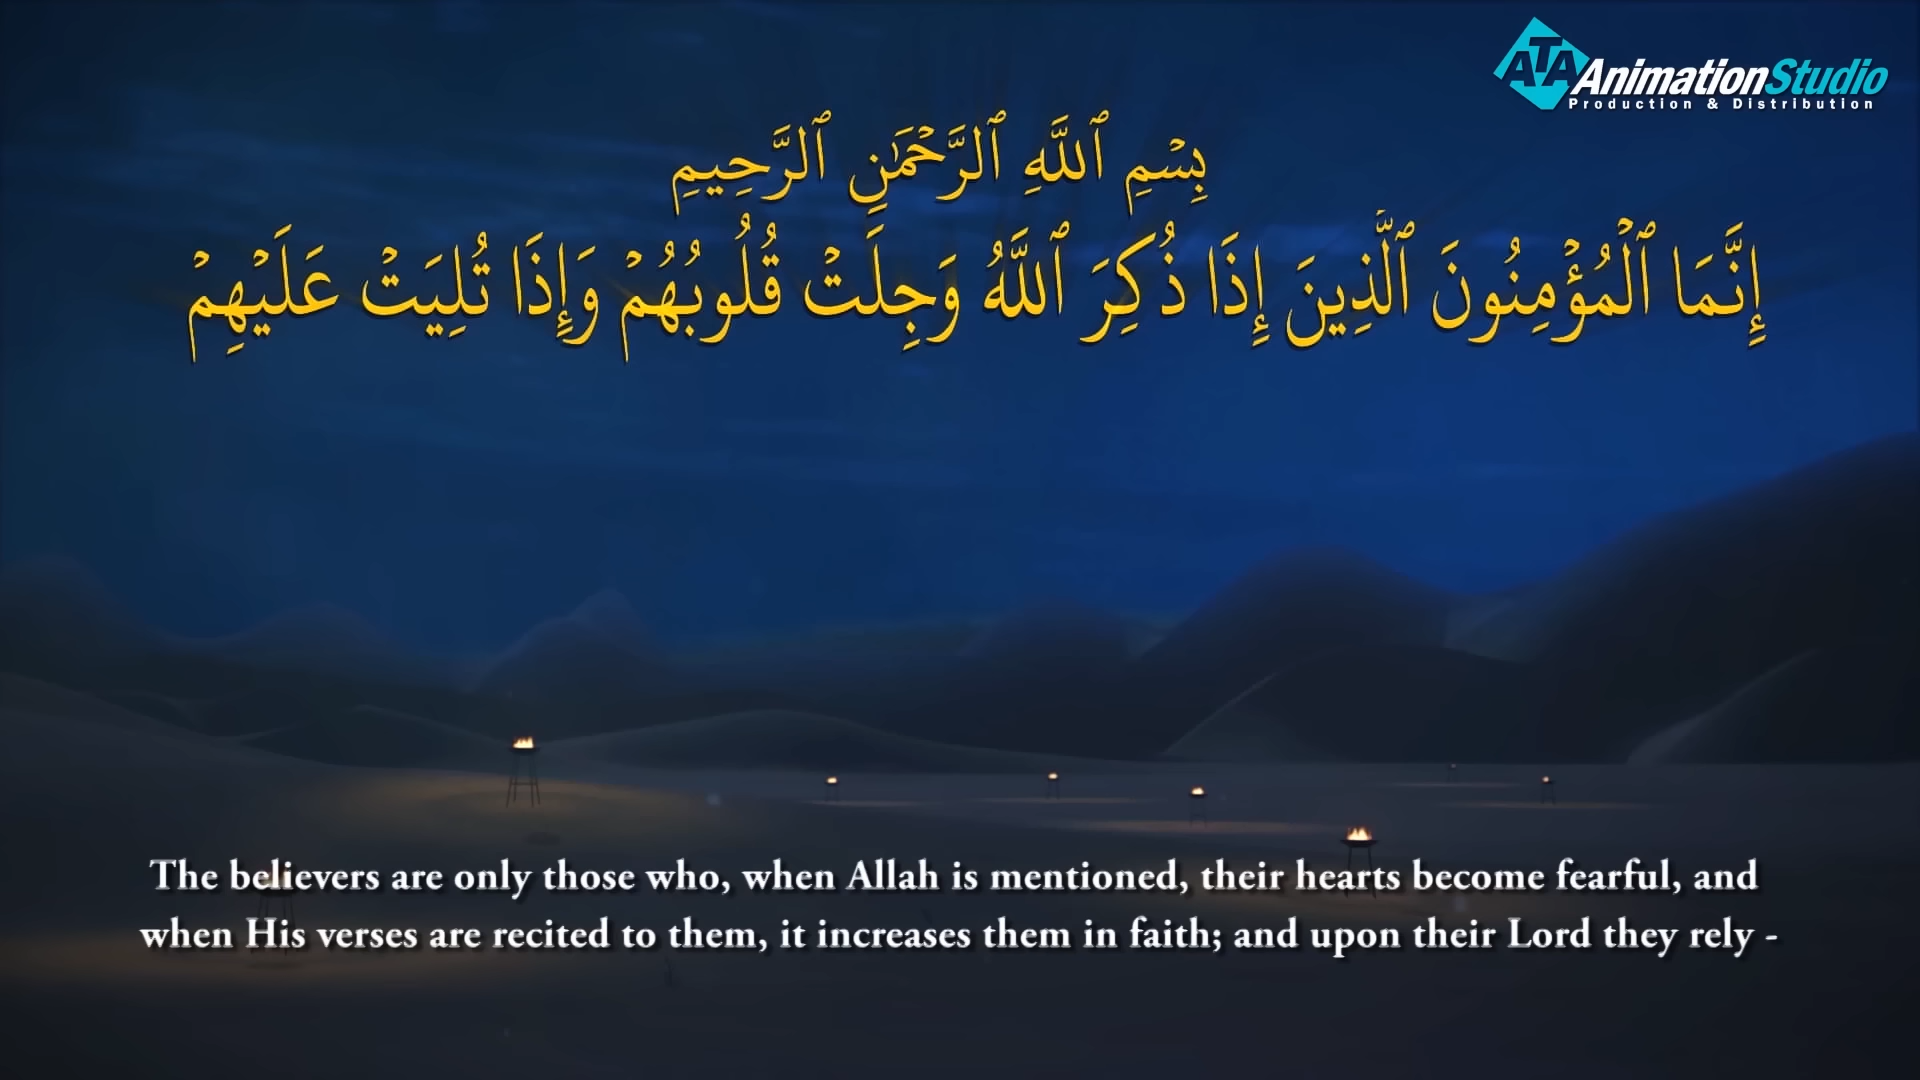 ATA AnimationStudio
Production & Distribution
بِسْمِ ٱللَّهِ ٱلرَّحْمَٰنِ ٱلرَّحِيمِ
إِنَّمَا ٱلْمُؤْمِنُونَ ٱلَّذِينَ إِذَا ذُكِرَ ٱللَّهُ وَجِلَتْ قُلُوبُهُمْ وَإِذَا تُلِيَتْ عَلَيْهِمْ
The believers are only those who, when Allah is mentioned, their hearts become fearful, and
when His verses are recited to them, it increases them in faith; and upon their Lord they rely -